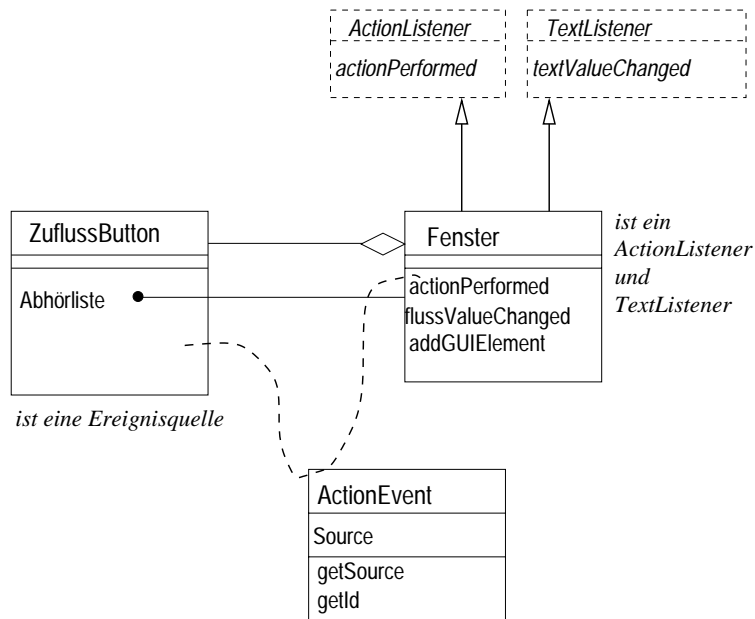 ActionListener
actionPerformed
TextListener
textValueChanged
ZuflussButton
Abhörliste
ist eine Ereignisquelle
Fenster
actionPerformed
flussValueChanged
addGUIElement
ist ein
ActionListener
und
TextListener
ActionEvent
Source
getSource
getId